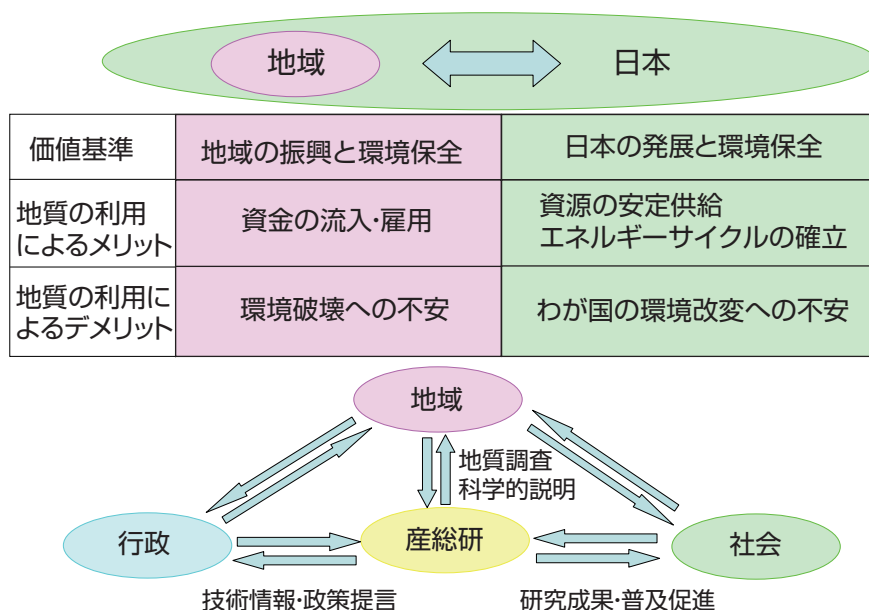 地域
日本
価値基準
地域の振興と環境保全
日本の発展と環境保全
地質の利用
によるメリット
資金の流入･雇用
資源の安定供給
エネルギーサイクルの確立
地質の利用に
よるデメリット
環境破壊への不安
わが国の環境改変への不安
地域
地質調査
科学的説明
行政
産総研
社会
技術情報･政策提言
研究成果･普及促進